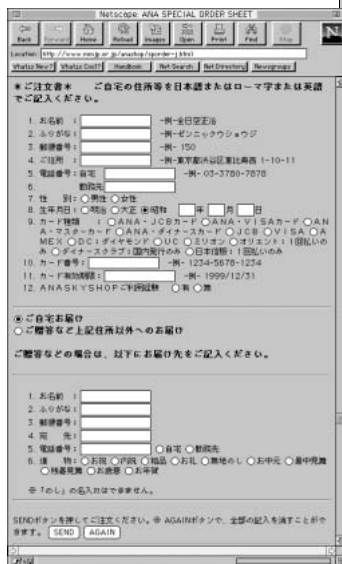 Netscape: ANA SPECIAL ORDER SHEET
Back Forward Home Reload Images Open Print Find Stop
N
Location: http://www.ran.jp.or.jp/anashop/sporder-j.html
What's New? What's Cool? Handbook Net Search Net Directory Newsgroups
＊ご注文書＊ ご自宅の住所等を日本語またはローマ字または英語
でご記入ください。
1. お名前 ： -例-全日空正治
2. ふりがな： -例-ゼンニックウショウジ
3. 郵便番号： -例- 150
4. ご住所 ： -例-東京都渋谷区東比寿西 1-10-11
5. 電話番号：自宅 -例- 03-3780-7878
6. 勤務先
7. 性 別：○男性 ○女性
8. 生年月日：○明治 ○大正 ◉昭和 年 月 日
9. カード種類 ：○ANA・JCBカード ○ANA・VISAカード ○AN
A・マスターカード ○ANA・ダイナースカード ○JCB ○VISA ○A
MEX ○DC：ダイヤモンド ○UC ○ミリオン ○オリエント：1回払いの
み ○ダイナースクラブ：国内発行のみ ○日本信販：1回払いのみ
10. カード番号： -例- 1234-5678-1234
11. カード有効期限： -例- 1999/12/31
12. ANASKYSHOPご利用経験 ○有 ○無
◉ご自宅お届け
○ご贈答など上記住所以外へのお届け
ご贈答などの場合は、以下にお届け先をご記入ください。
1. お名前 ：
2. ふりがな：
3. 郵便番号：
4. 宛 先：
5. 電話番号： ○自宅 ○勤務先
6. 進 物：○お祝 ○内祝 ○粗品 ○お礼 ○無地のし ○お中元 ○暑中見舞
○残暑見舞 ○お歳暮 ○お年賀
※「のし」の名入れはできません。
SENDボタンを押してご注文ください。※ AGAINボタンで、全部の記入を消すことがで
きます。 SEND AGAIN